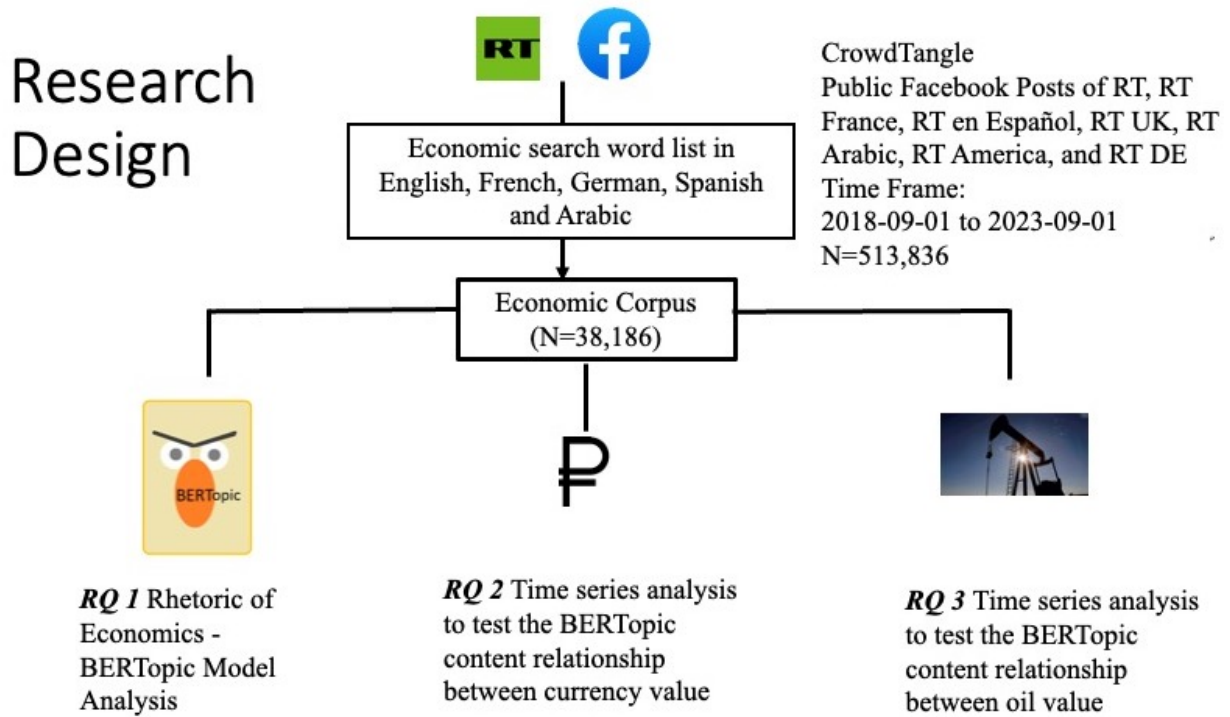 Research
Design
RT
f
CrowdTangle
Public Facebook Posts of RT, RT
France, RT en Español, RT UK, RT
Arabic, RT America, and RT DE
Time Frame:
2018-09-01 to 2023-09-01
N=513,836
Economic search word list in
English, French, German, Spanish
and Arabic
Economic Corpus
(N=38,186)
BERTopic
₽
RQ 1 Rhetoric of
Economics -
BERTopic Model
Analysis
RQ 2 Time series analysis
to test the BERTopic
content relationship
between currency value
RQ 3 Time series analysis
to test the BERTopic
content relationship
between oil value